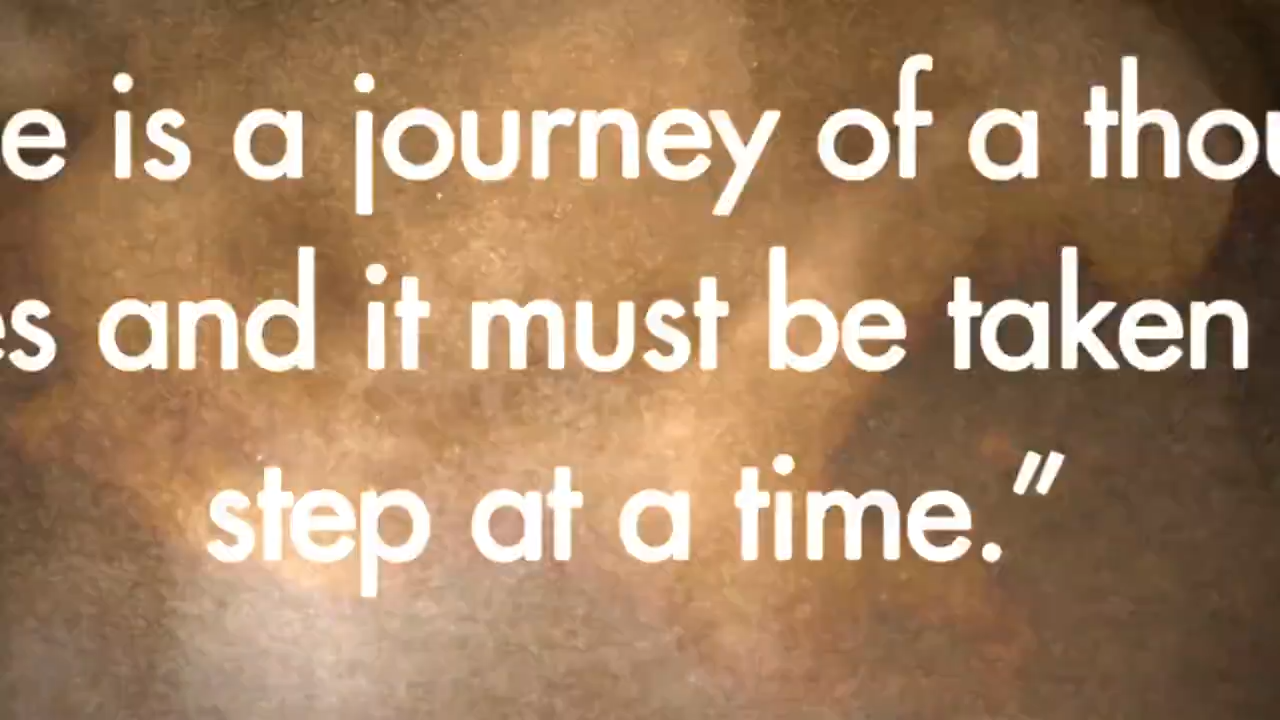 e is a journey of a thou
es and it must be taken
step at a time.”